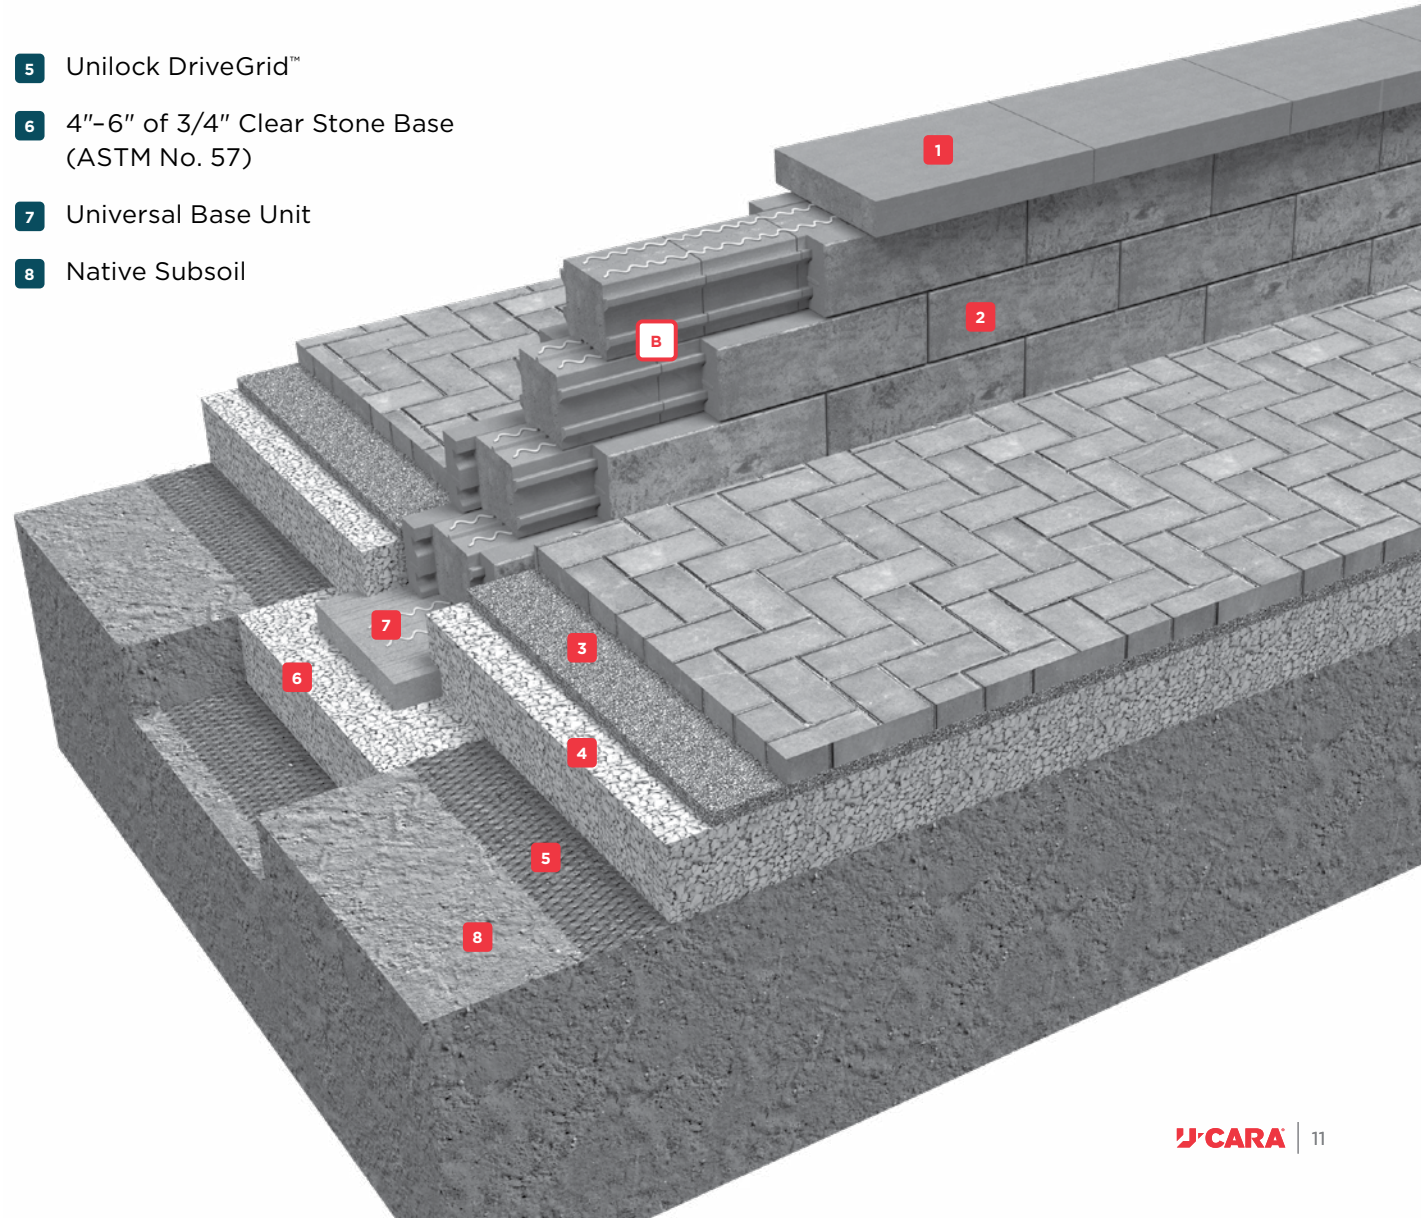 5 Unilock DriveGrid™
6 4"–6" of 3/4" Clear Stone Base
(ASTM No. 57)
7 Universal Base Unit
8 Native Subsoil
1
2
B
7
3
6
4
5
8
U-CARA | 11